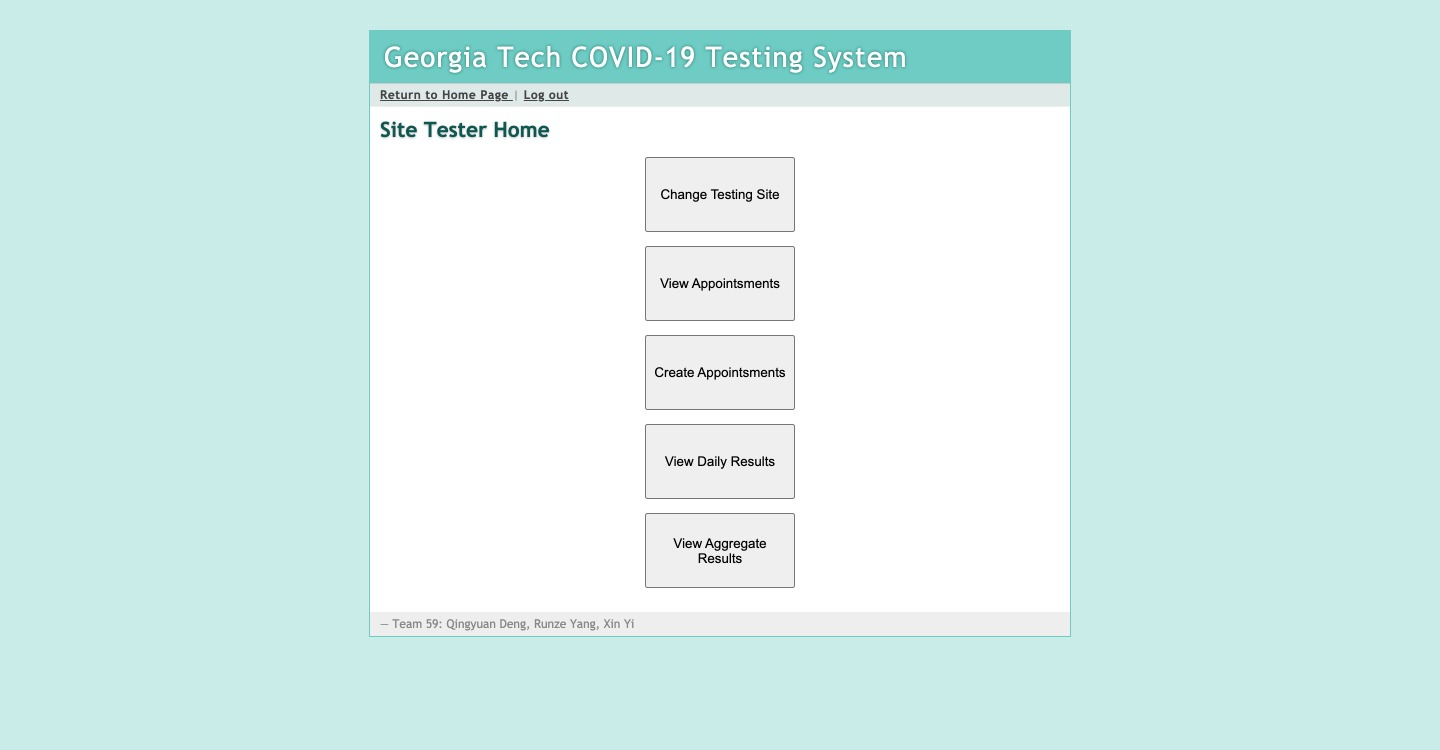 Georgia Tech COVID-19 Testing System
Return to Home Page | Log out
Site Tester Home
Change Testing Site
View Appointsments
Create Appointsments
View Daily Results
View Aggregate
Results
— Team 59: Qingyuan Deng, Runze Yang, Xin Yi